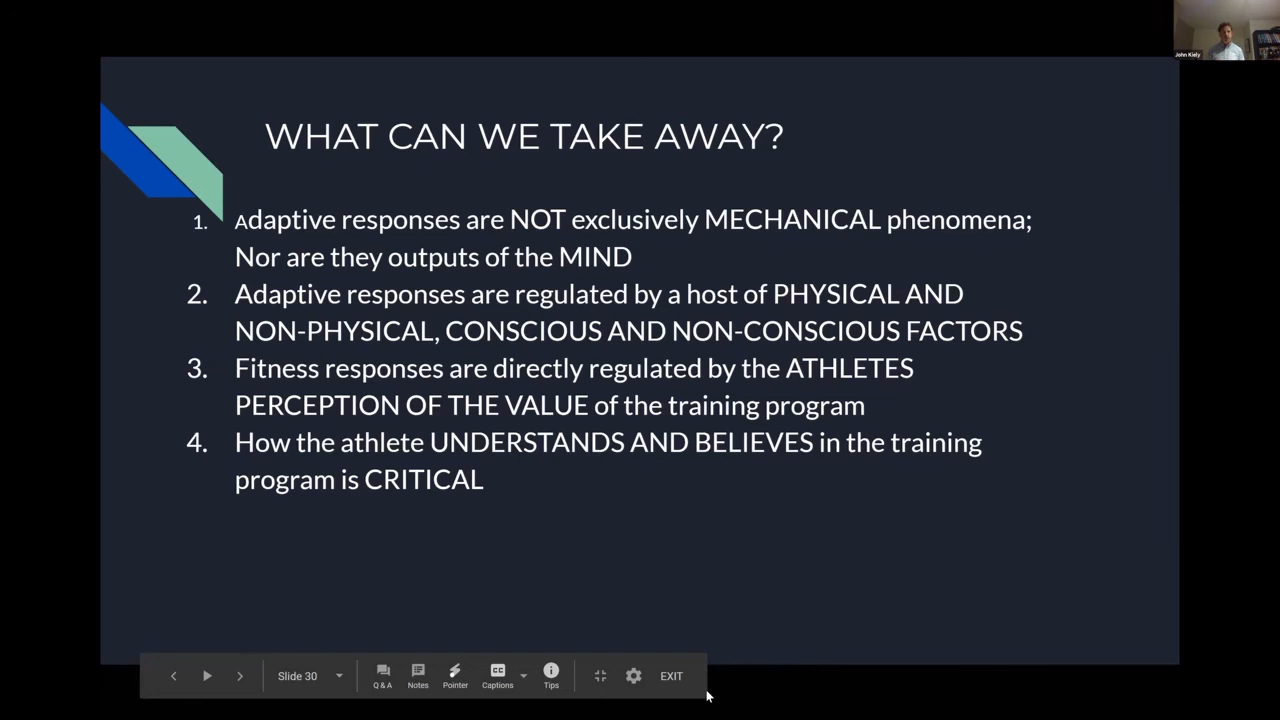 John Kiely
WHAT CAN WE TAKE AWAY?
1. Adaptive responses are NOT exclusively MECHANICAL phenomena;
Nor are they outputs of the MIND
2. Adaptive responses are regulated by a host of PHYSICAL AND
NON-PHYSICAL, CONSCIOUS AND NON-CONSCIOUS FACTORS
3. Fitness responses are directly regulated by the ATHLETES
PERCEPTION OF THE VALUE of the training program
4. How the athlete UNDERSTANDS AND BELIEVES in the training
program is CRITICAL
Slide 30
Q & A
Notes
Pointer
CC
Captions
Tips
EXIT